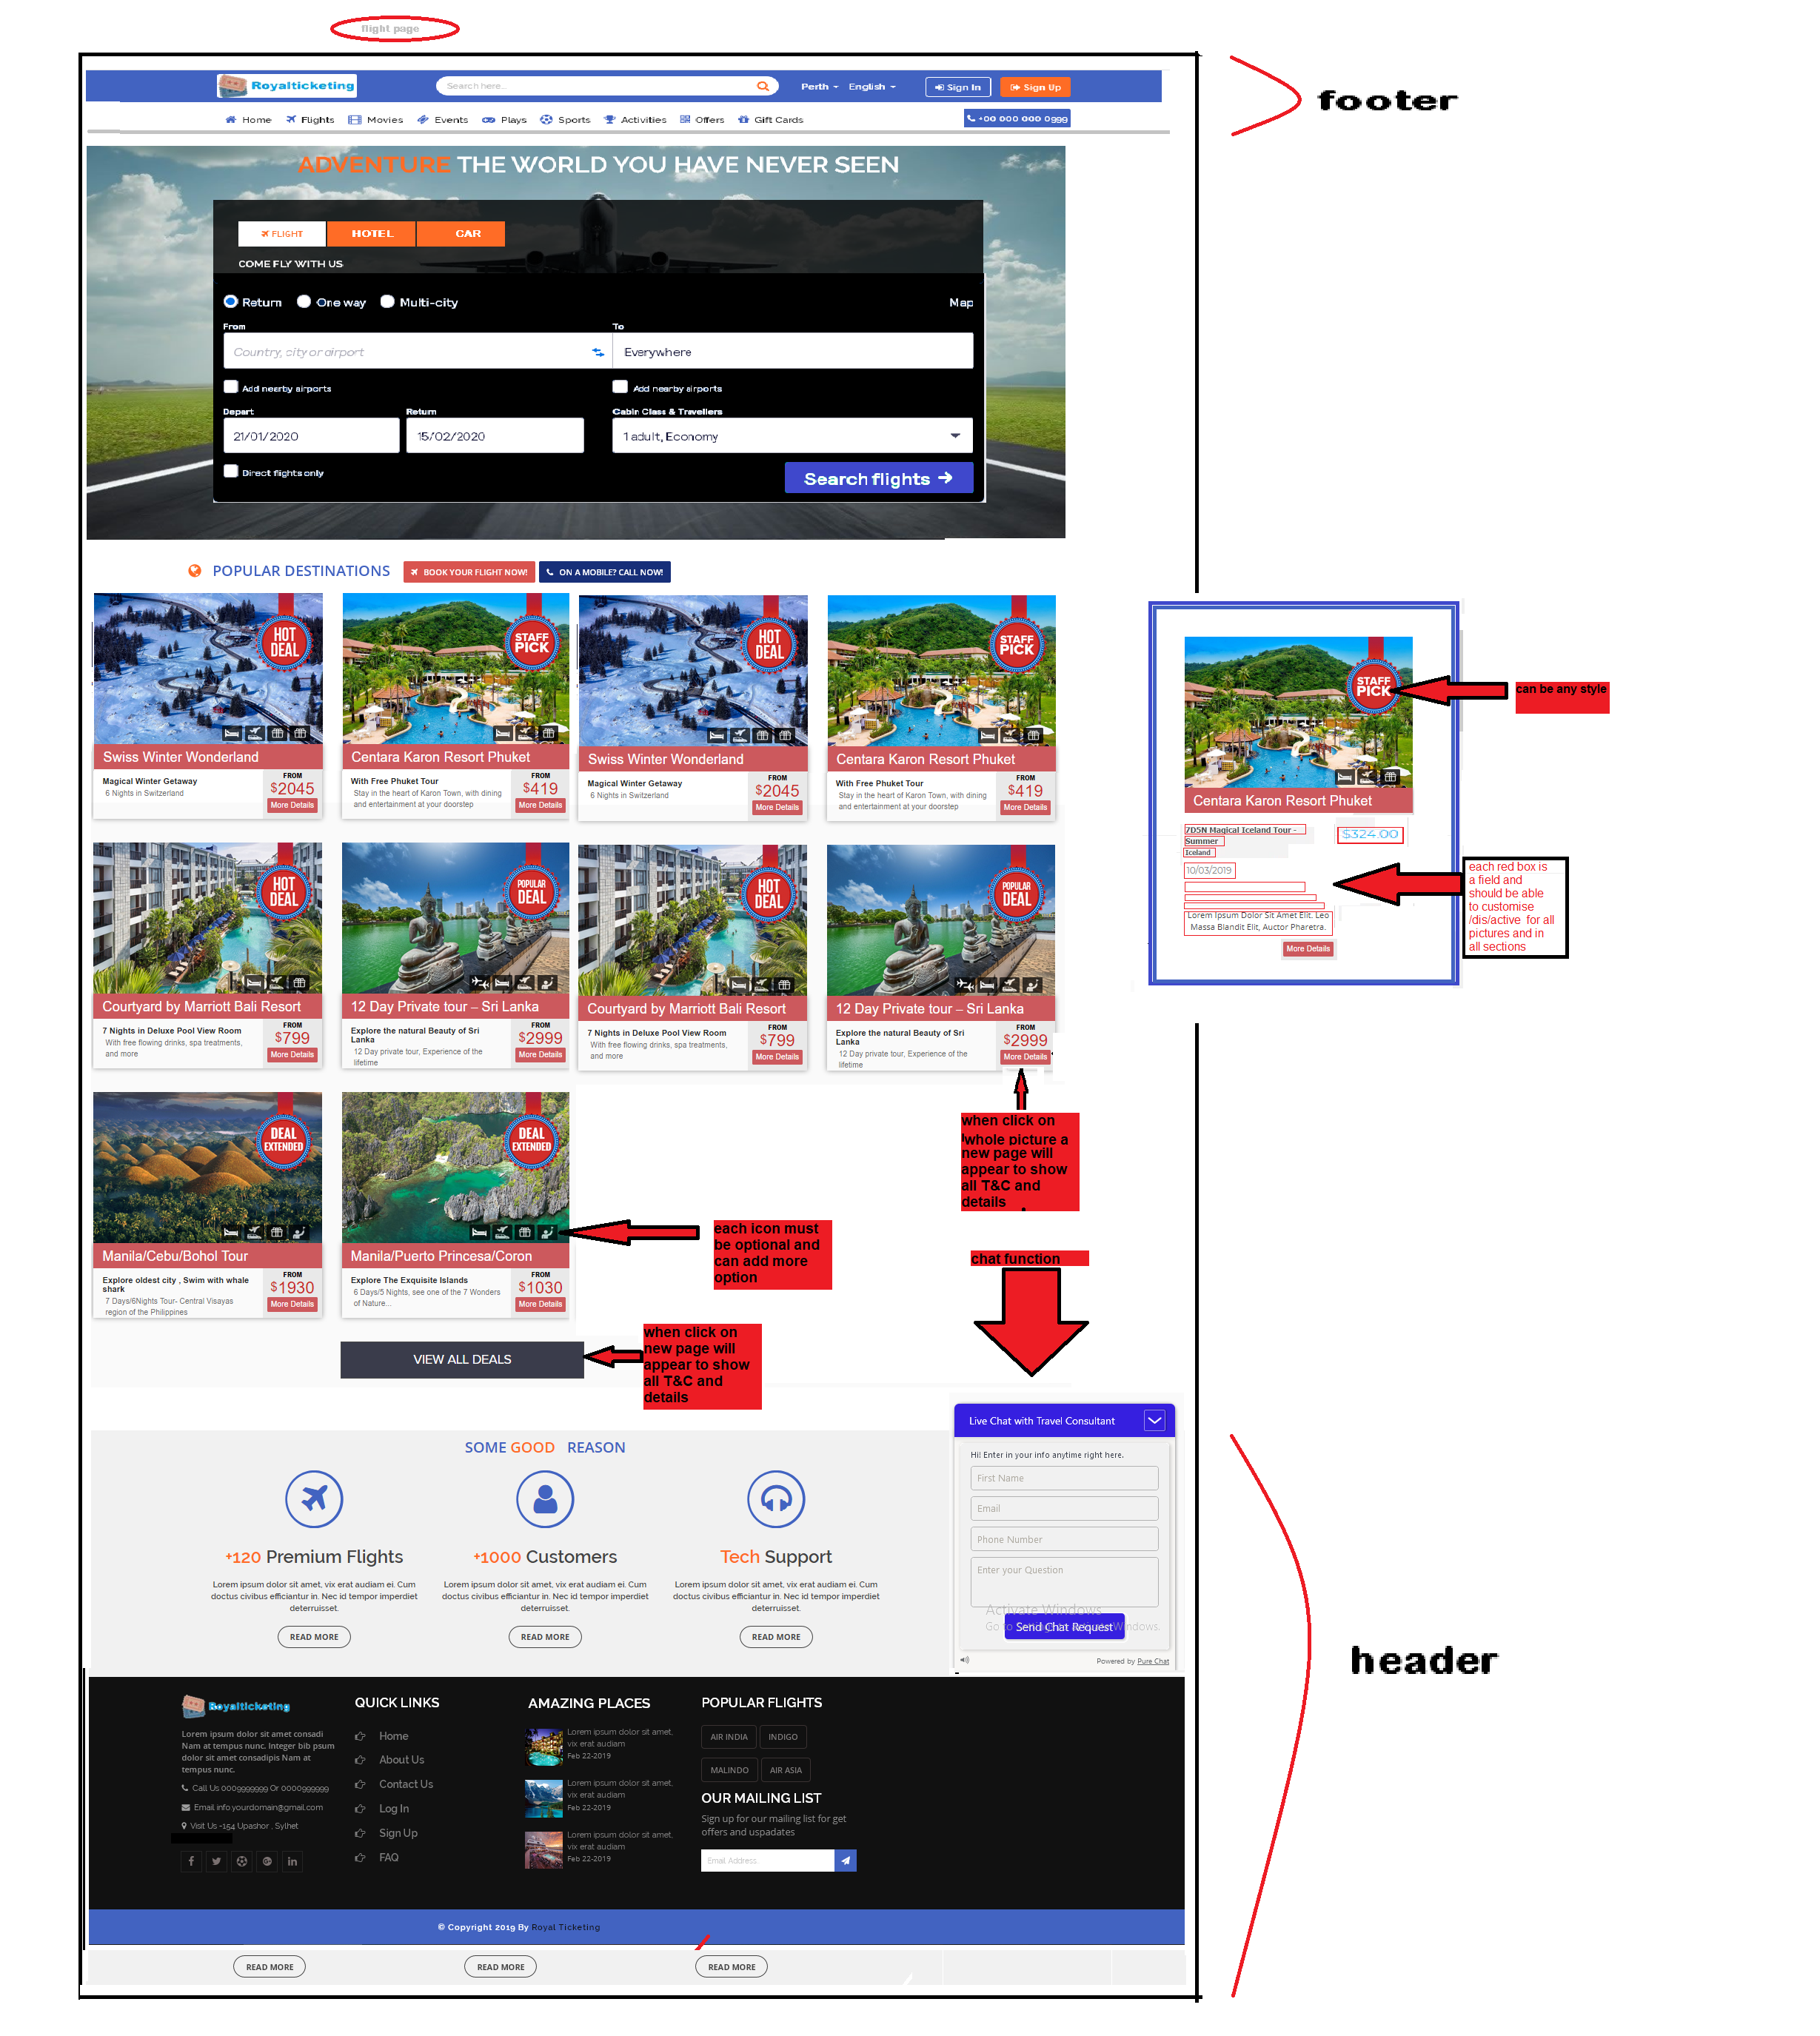 flight page
footer
Royalticketing
Search here...
Perth
English
Sign In
Sign Up
Home
Flights
Movies
Events
Plays
Sports
Activities
Offers
Gift Cards
+00 000 000 0999
ADVENTURE THE WORLD YOU HAVE NEVER SEEN
FLIGHT
HOTEL
CAR
COME FLY WITH US
Return
One way
Multi-city
Map
From
To
Country, city or airport
Everywhere
Add nearby airports
Add nearby airports
Depart
Return
Cabin Class & Travellers
21/01/2020
15/02/2020
1 adult, Economy
Direct flights only
Search flights
POPULAR DESTINATIONS
BOOK YOUR FLIGHT NOW!
ON A MOBILE? CALL NOW!
HOT DEAL
Swiss Winter Wonderland
Magical Winter Getaway
6 Nights in Switzerland
FROM
$2045
More Details
STAFF PICK
Centara Karon Resort Phuket
With Free Phuket Tour
Stay in the heart of Karon Town, with dining
and entertainment at your doorstep
FROM
$419
More Details
HOT DEAL
Swiss Winter Wonderland
Magical Winter Getaway
6 Nights in Switzerland
FROM
$2045
More Details
STAFF PICK
Centara Karon Resort Phuket
With Free Phuket Tour
Stay in the heart of Karon Town, with dining
and entertainment at your doorstep
FROM
$419
More Details
HOT DEAL
Courtyard by Marriott Bali Resort
7 Nights in Deluxe Pool View Room
With free flowing drinks, spa treatments,
and more
FROM
$799
More Details
POPULAR DEAL
12 Day Private tour – Sri Lanka
Explore the natural Beauty of Sri
Lanka
12 Day private tour, Experience of the
lifetime
FROM
$2999
More Details
HOT DEAL
Courtyard by Marriott Bali Resort
7 Nights in Deluxe Pool View Room
With free flowing drinks, spa treatments,
and more
FROM
$799
More Details
POPULAR DEAL
12 Day Private tour – Sri Lanka
Explore the natural Beauty of Sri
Lanka
12 Day private tour, Experience of the
lifetime
FROM
$2999
More Details
DEAL EXTENDED
Manila/Cebu/Bohol Tour
Explore oldest city , Swim with whale
shark
7 Days/6Nights Tour- Central Visayas
region of the Philippines
FROM
$1930
More Details
DEAL EXTENDED
Manila/Puerto Princesa/Coron
Explore The Exquisite Islands
6 Days/5 Nights, see one of the 7 Wonders
of Nature...
FROM
$1030
More Details
STAFF PICK
can be any style
Centara Karon Resort Phuket
7D5N Magical Iceland Tour -
Summer
Iceland
$324.00
10/03/2019
Lorem Ipsum Dolor Sit Amet Elit. Leo
Massa Blandit Elit, Auctor Pharetra.
More Details
each red box is
a field and
should be able
to customise
/dis/active for all
pictures and in
all sections
when click on
whole picture a
new page will
appear to show
all T&C and
details
each icon must
be optional and
can add more
option
chat function
VIEW ALL DEALS
when click on
new page will
appear to show
all T&C and
details
SOME GOOD REASON
+120 Premium Flights
Lorem ipsum dolor sit amet, vix erat audiam ei. Cum
doctus civibus efficiantur in. Nec id tempor imperdiet
deterruisset.
READ MORE
+1000 Customers
Lorem ipsum dolor sit amet, vix erat audiam ei. Cum
doctus civibus efficiantur in. Nec id tempor imperdiet
deterruisset.
READ MORE
Tech Support
Lorem ipsum dolor sit amet, vix erat audiam ei. Cum
doctus civibus efficiantur in. Nec id tempor imperdiet
deterruisset.
READ MORE
Live Chat with Travel Consultant
Hi! Enter in your info anytime right here.
First Name
Email
Phone Number
Enter your Question
Activate Windows
Send Chat Request
Powered by Pure Chat
header
Royalticketing
Lorem ipsum dolor sit amet consadi
Nam at tempus nunc. Integer bib psum
dolor sit amet consadipis Nam at
tempus nunc.
Call Us 0009999999 Or 0000999999
Email info.yourdomain@gmail.com
Visit Us -154 Upashor , Sylhet
QUICK LINKS
Home
About Us
Contact Us
Log In
Sign Up
FAQ
AMAZING PLACES
Lorem ipsum dolor sit amet,
vix erat audiam
Feb 22-2019
Lorem ipsum dolor sit amet,
vix erat audiam
Feb 22-2019
Lorem ipsum dolor sit amet,
vix erat audiam
Feb 22-2019
POPULAR FLIGHTS
AIR INDIA
INDIGO
MALINDO
AIR ASIA
OUR MAILING LIST
Sign up for our mailing list for get
offers and uspadates
Email Address
© Copyright 2019 By Royal Ticketing
READ MORE
READ MORE
READ MORE